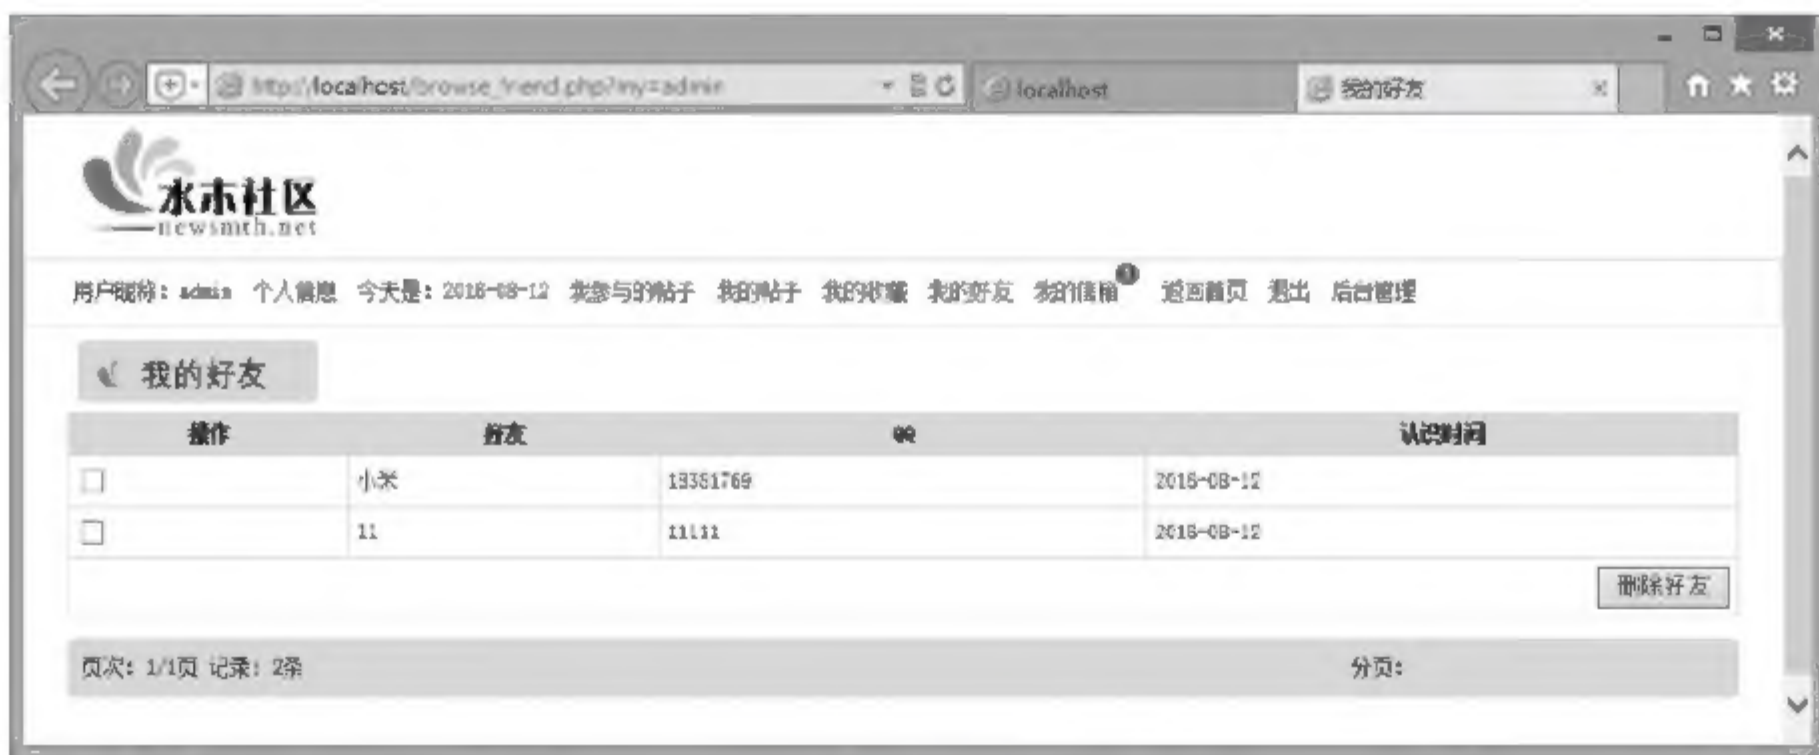 http://localhost/browse_friend.php?my=admin
localhost
我的好友
水木社区
newsmth.net
用户昵称：admin 个人信息 今天是：2016-08-12 我参与的帖子 我的帖子 我的收藏 我的好友 我的信箱 返回首页 退出 后台管理
我的好友
操作 好友 QQ 认识时间
小米 2016-08-12
11 11111 2016-08-12
删除好友
页次：1/1页 记录：2条 分页：